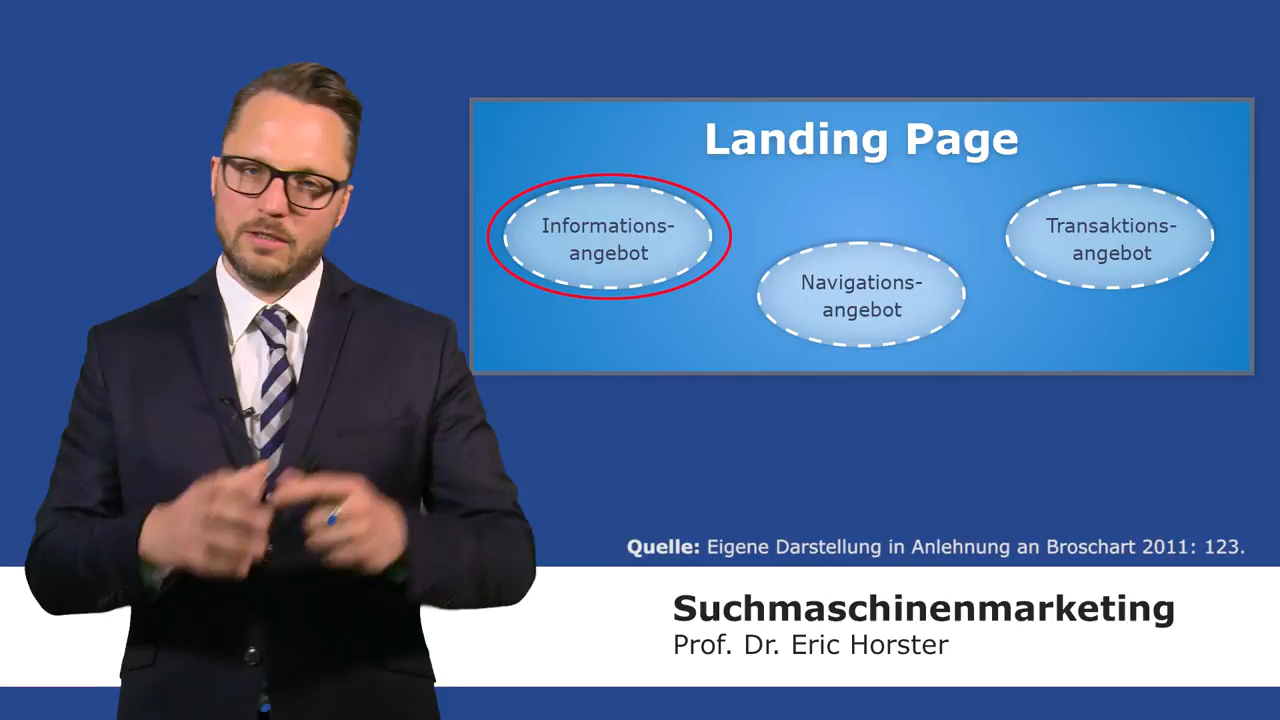 Landing Page
Informations-
angebot
Navigations-
angebot
Transaktions-
angebot
Quelle: Eigene Darstellung in Anlehnung an Broschart 2011: 123.
Suchmaschinenmarketing
Prof. Dr. Eric Horster